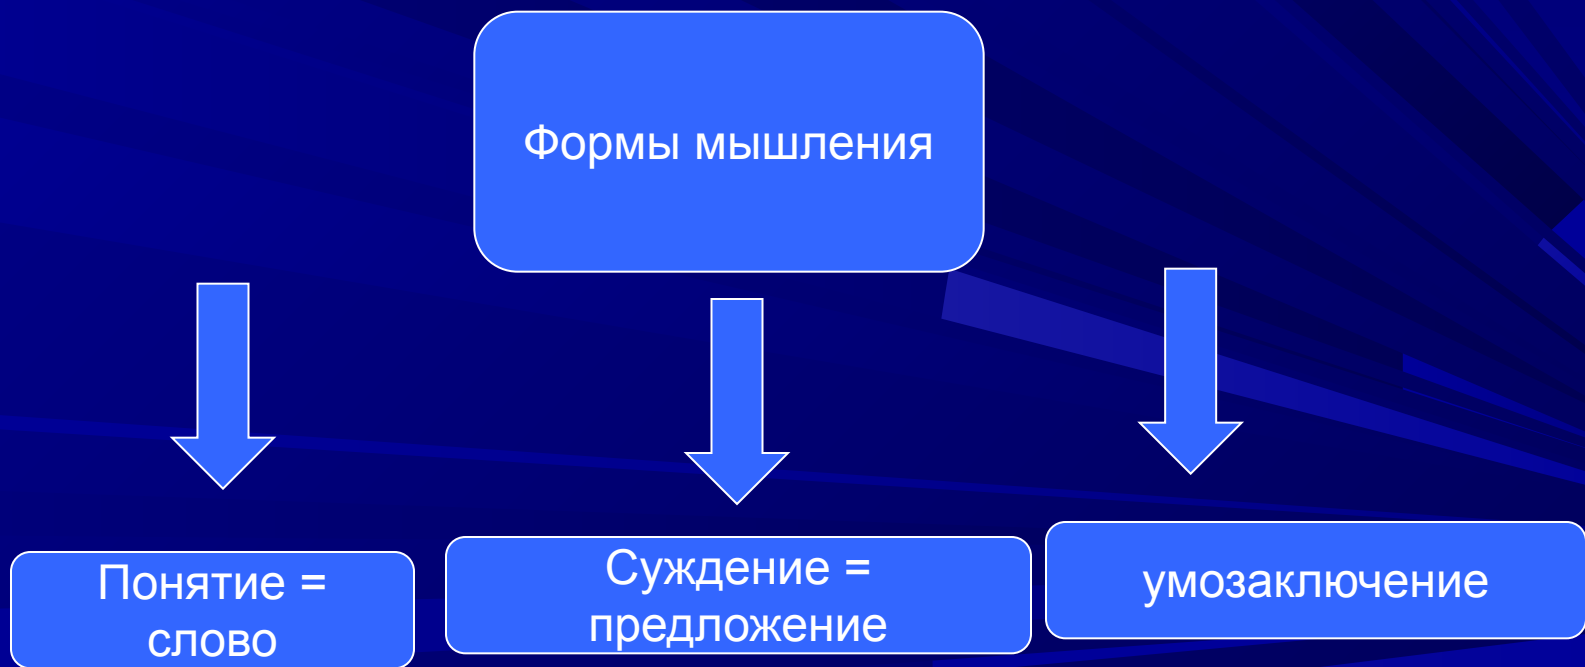 Формы мышления
Понятие =
слово
Суждение =
предложение
умозаключение